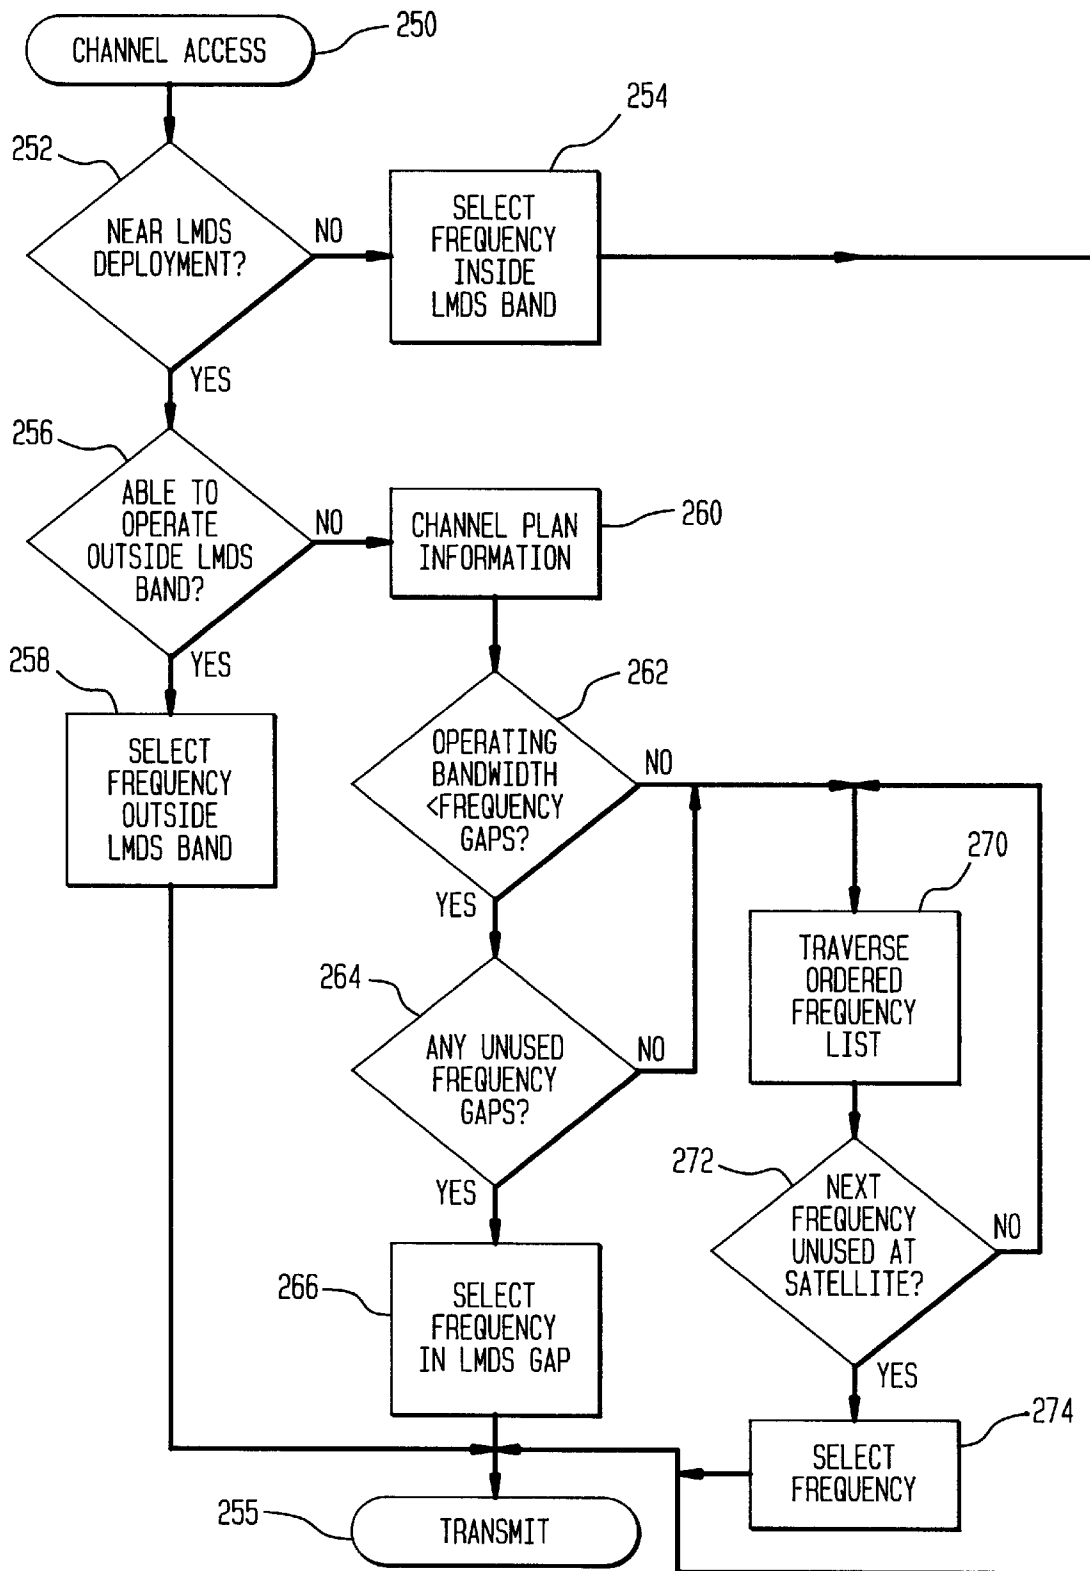 CHANNEL ACCESS
250
252
NEAR LMDS
DEPLOYMENT?
NO
YES
254
SELECT
FREQUENCY
INSIDE
LMDS BAND
256
ABLE TO
OPERATE
OUTSIDE LMDS
BAND?
NO
YES
260
CHANNEL PLAN
INFORMATION
258
SELECT
FREQUENCY
OUTSIDE
LMDS BAND
262
OPERATING
BANDWIDTH
<FREQUENCY
GAPS?
NO
YES
264
ANY UNUSED
FREQUENCY
GAPS?
NO
YES
270
TRAVERSE
ORDERED
FREQUENCY
LIST
272
NEXT
FREQUENCY
UNUSED AT
SATELLITE?
NO
YES
266
SELECT
FREQUENCY
IN LMDS GAP
274
SELECT
FREQUENCY
255
TRANSMIT